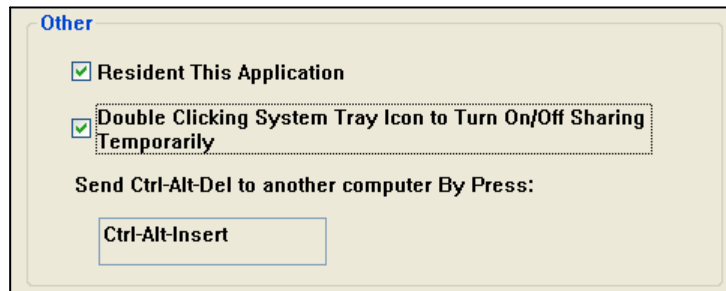 Other
Resident This Application
Double Clicking System Tray Icon to Turn On/Off Sharing
Temporarily
Send Ctrl-Alt-Del to another computer By Press:
Ctrl-Alt-Insert